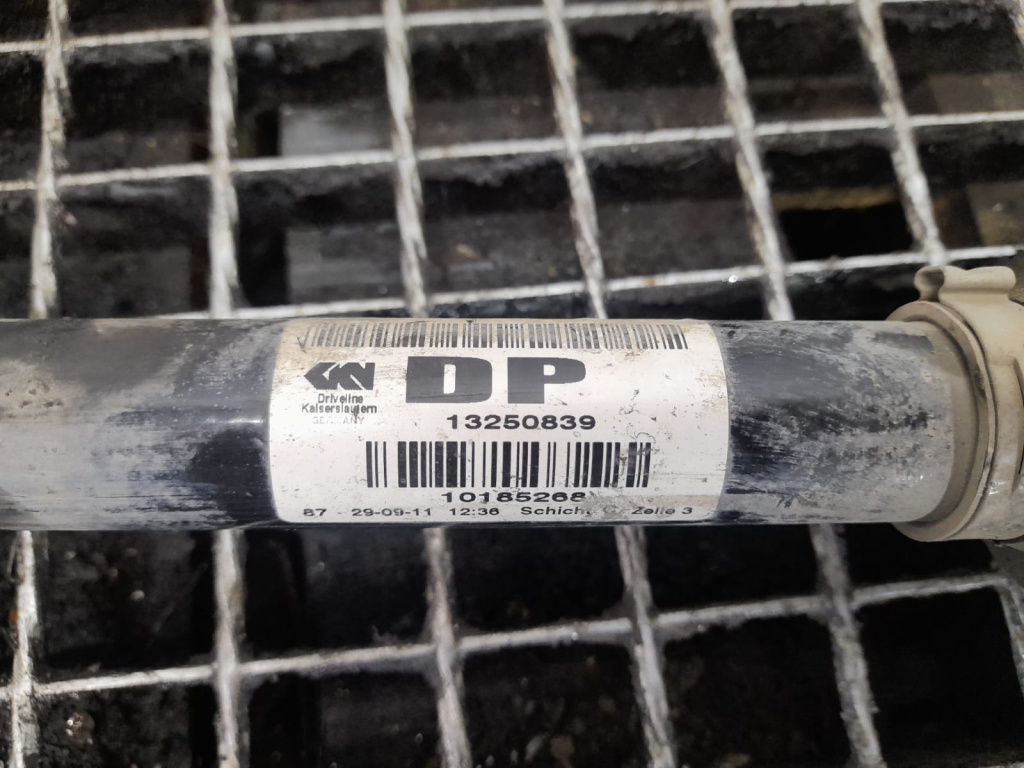 GKN
DP
Driveline
Kaiserslautern
GERMANY
13250839
10185268
87 - 29-09-11 12:36 Schicht Zelle 3